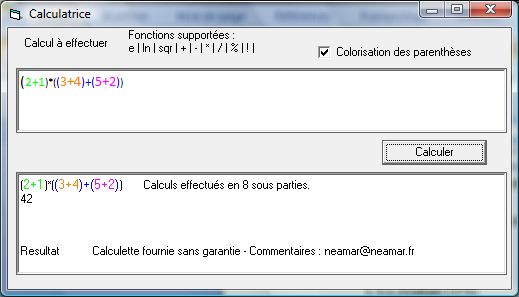 Calculatrice
Calcul à effectuer
Fonctions supportées :
e | ln | sqr | + | - | * | / | % | ! |
Colorisation des parenthèses
(2+1)*((3+4)+(5+2))
Calculer
(2+1)*((3+4)+(5+2)) Calculs effectués en 8 sous parties.
42
Resultat Calculette fournie sans garantie - Commentaires : neamar@neamar.fr